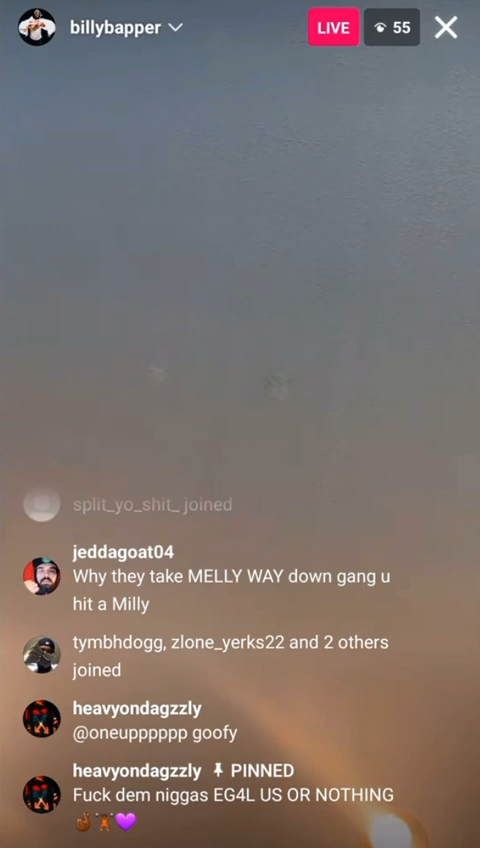 billybapper
LIVE
55
split_yo_shit_ joined
jeddagoat04
Why they take MELLY WAY down gang u
hit a Milly
tymbhdogg, zlone_yerks22 and 2 others
joined
heavyondagzzly
@oneupppppp goofy
heavyondagzzly PINNED
Fuck dem niggas EG4L US OR NOTHING